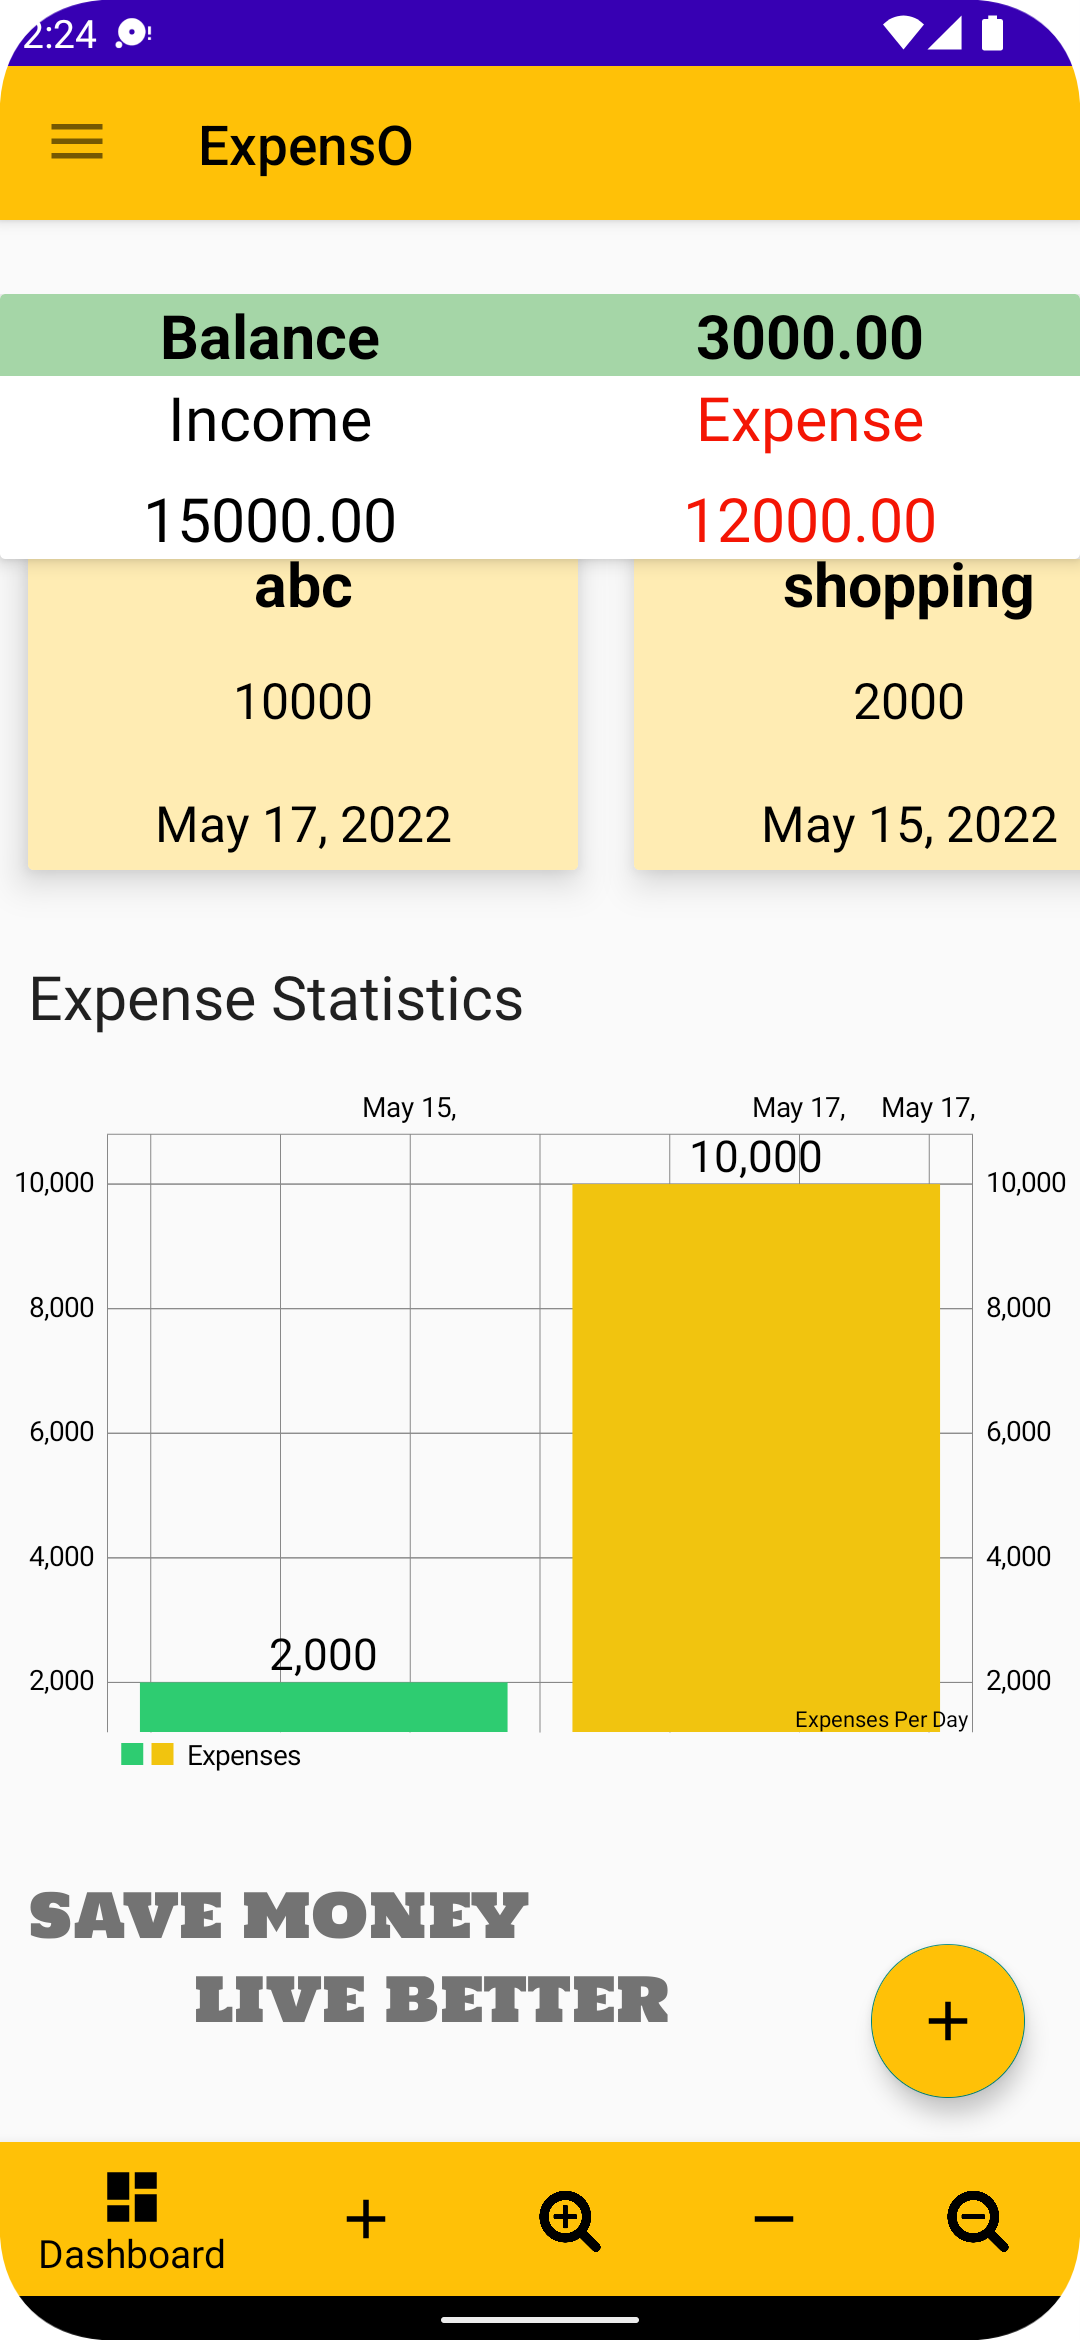 2:24
ExpensO
Balance 3000.00
Income Expense
15000.00 12000.00
abc shopping
10000 2000
May 17, 2022 May 15, 2022
Expense Statistics
May 15, May 17, May 17,
10,000
10,000 10,000
8,000 8,000
6,000 6,000
4,000 4,000
2,000
2,000 2,000
Expenses Per Day
Expenses
SAVE MONEY
LIVE BETTER
Dashboard